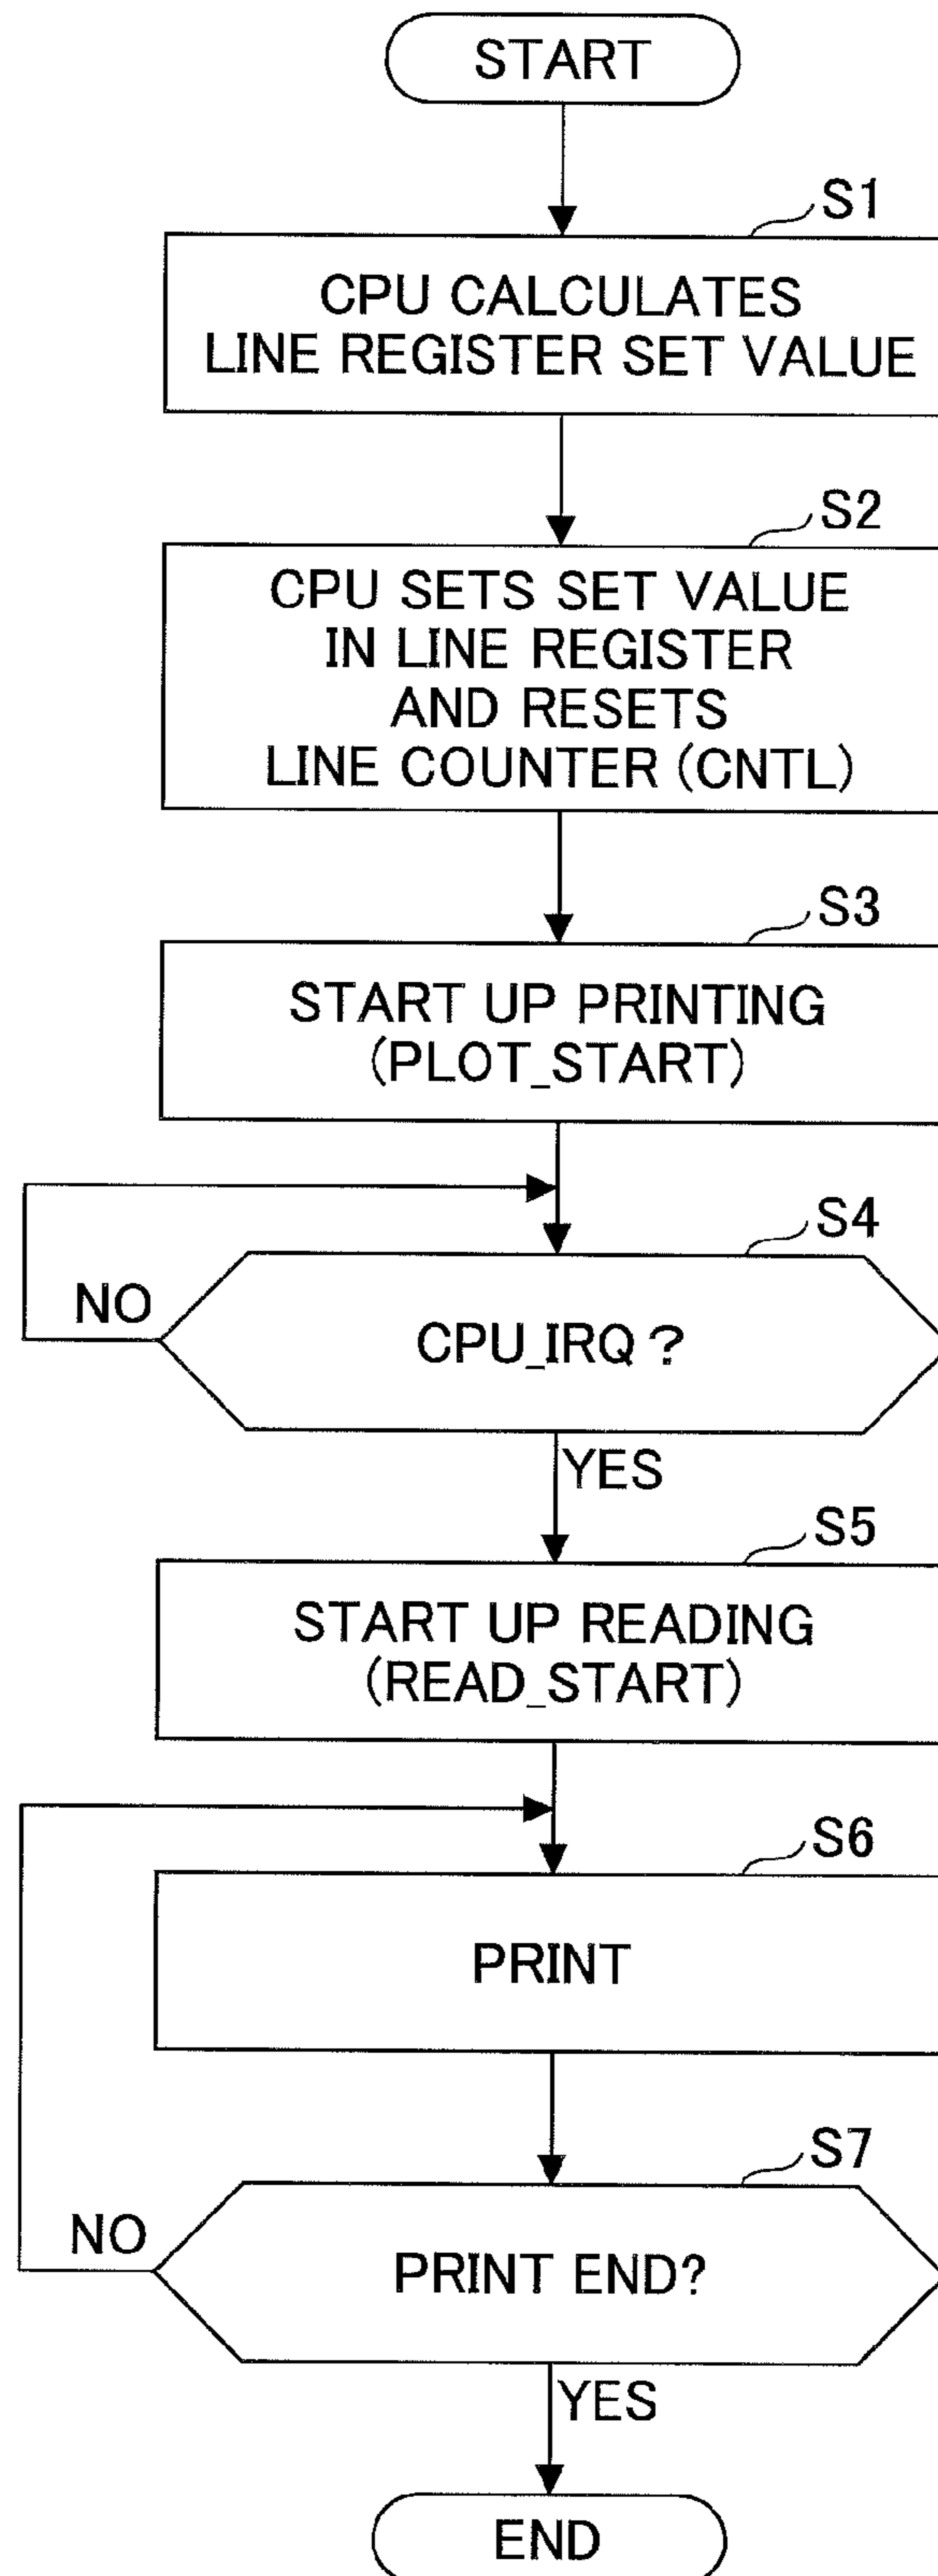 START
S1
CPU CALCULATES
LINE REGISTER SET VALUE
S2
CPU SETS SET VALUE
IN LINE REGISTER
AND RESETS
LINE COUNTER (CNTL)
S3
START UP PRINTING
(PLOT_START)
S4
NO
CPU_IRQ ?
YES
S5
START UP READING
(READ_START)
S6
PRINT
S7
NO
PRINT END?
YES
END